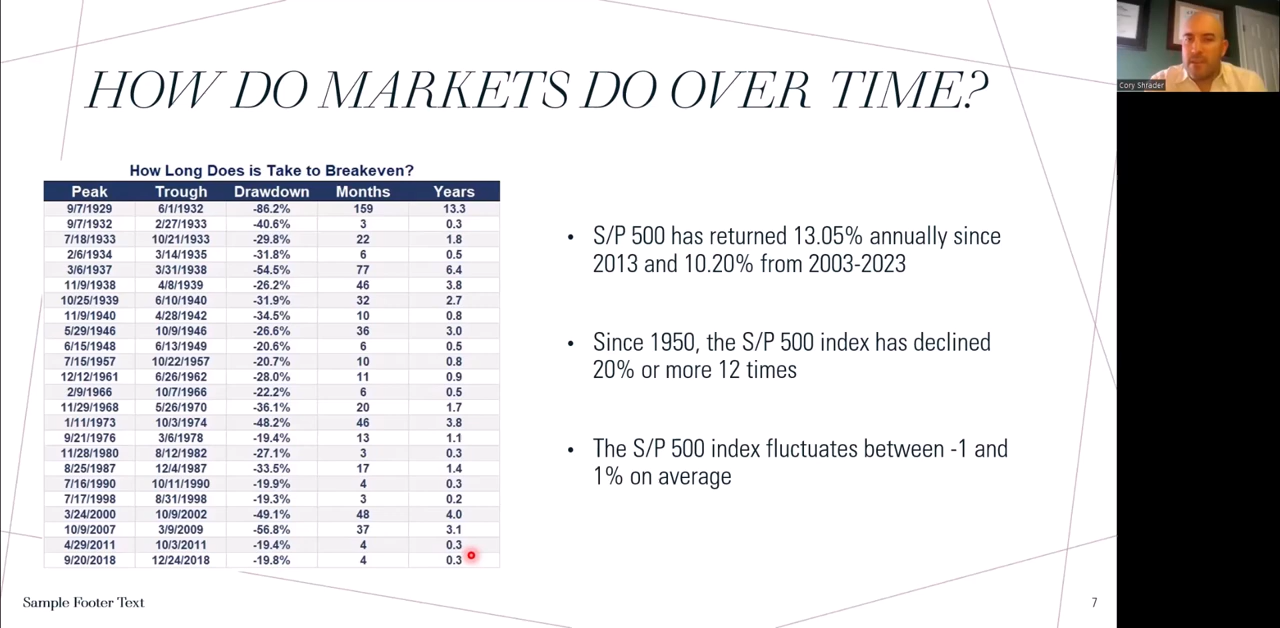 HOW DO MARKETS DO OVER TIME?
Cory Shrader
How Long Does is Take to Breakeven?
Peak Trough Drawdown Months Years
9/7/1929 6/1/1932 -86.2% 159 13.3
9/7/1932 2/27/1933 -40.6% 3 0.3
7/18/1933 10/21/1933 -29.8% 22 1.8
2/6/1934 3/14/1935 -31.8% 6 0.5
3/6/1937 3/31/1938 -54.5% 77 6.4
11/9/1938 4/8/1939 -26.2% 46 3.8
10/25/1939 6/10/1940 -31.9% 32 2.7
11/9/1940 4/28/1942 -34.5% 10 0.8
5/29/1946 10/9/1946 -26.6% 36 3.0
6/15/1948 6/13/1949 -20.6% 6 0.5
7/15/1957 10/22/1957 -20.7% 10 0.8
12/12/1961 6/26/1962 -28.0% 11 0.9
2/9/1966 10/7/1966 -22.2% 6 0.5
11/29/1968 5/26/1970 -36.1% 20 1.7
1/11/1973 10/3/1974 -48.2% 46 3.8
9/21/1976 3/6/1978 -19.4% 13 1.1
11/28/1980 8/12/1982 -27.1% 3 0.3
8/25/1987 12/4/1987 -33.5% 17 1.4
7/16/1990 10/11/1990 -19.9% 4 0.3
7/17/1998 8/31/1998 -19.3% 3 0.2
3/24/2000 10/9/2002 -49.1% 48 4.0
10/9/2007 3/9/2009 -56.8% 37 3.1
4/29/2011 10/3/2011 -19.4% 4 0.3
9/20/2018 12/24/2018 -19.8% 4 0.3
• S/P 500 has returned 13.05% annually since
2013 and 10.20% from 2003-2023
• Since 1950, the S/P 500 index has declined
20% or more 12 times
• The S/P 500 index fluctuates between -1 and
1% on average
Sample Footer Text
7